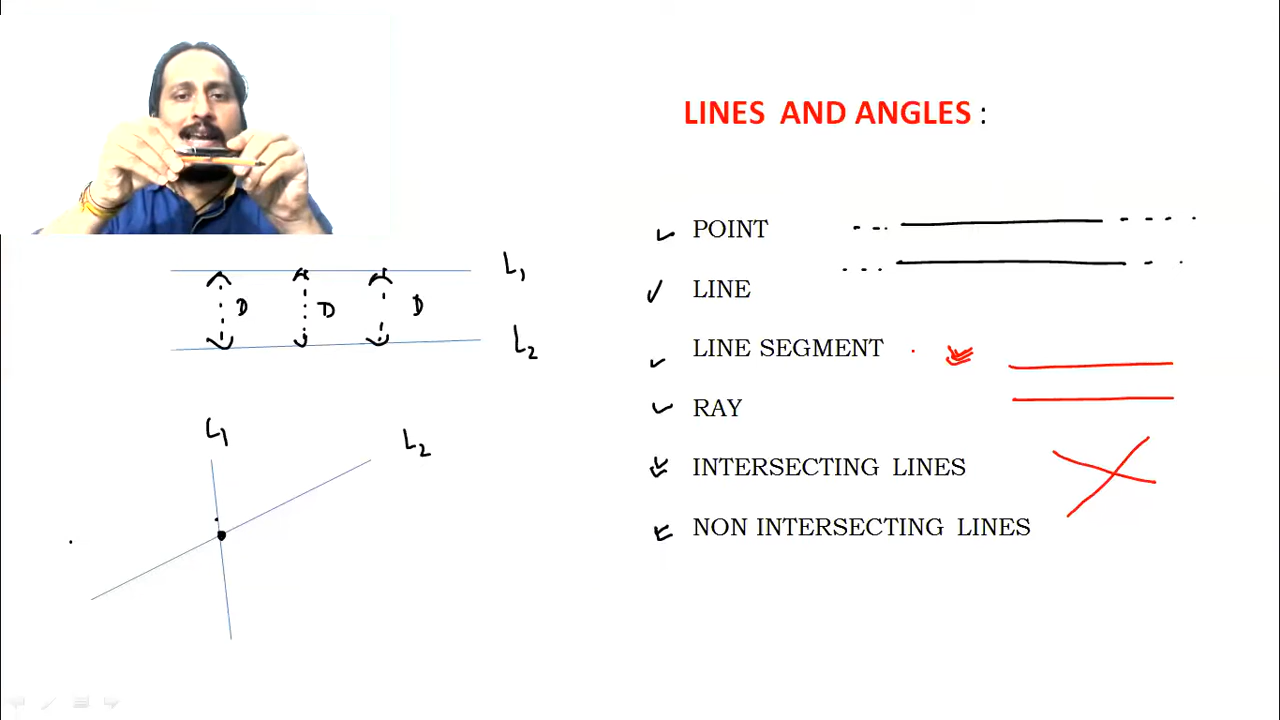 LINES AND ANGLES :
POINT
LINE
LINE SEGMENT
RAY
INTERSECTING LINES
NON INTERSECTING LINES
L₁
D D D
L₂
L₁
L₂